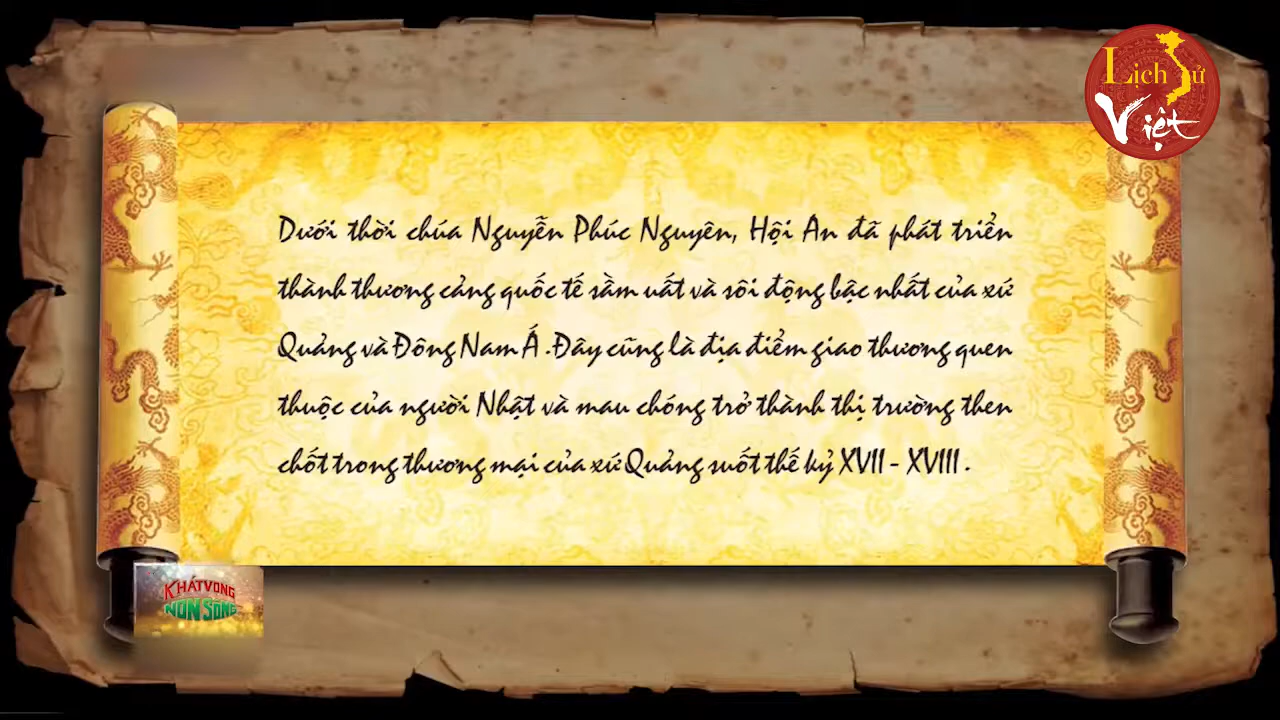 Lịch Sử
Việt
Dưới thời chúa Nguyễn Phúc Nguyên, Hội An đã phát triển
thành thương cảng quốc tế sầm uất và sôi động bậc nhất của xứ
Quảng và Đông Nam Á .Đây cũng là địa điểm giao thương quen
thuộc của người Nhật và mau chóng trở thành thị trường then
chốt trong thương mại của xứ Quảng suốt thế kỷ XVII - XVIII .
KHÁT VỌNG
NON SÔNG